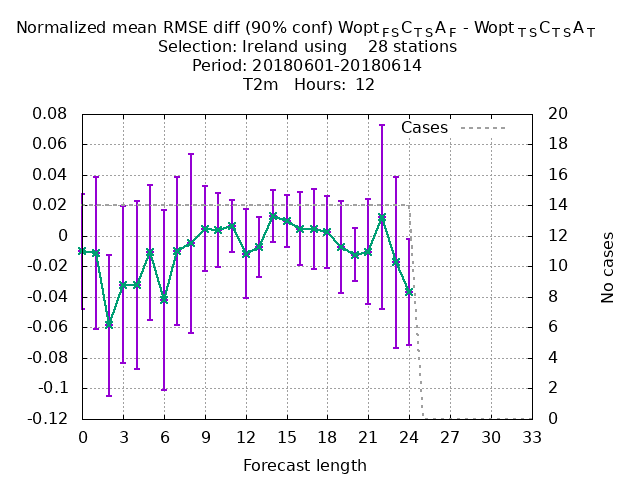 Normalized mean RMSE diff (90% conf) Wopt FS C TS A F - Wopt TS C TS A T
Selection: Ireland using 28 stations
Period: 20180601-20180614
T2m Hours: 12
Cases
0.08
0.06
0.04
0.02
0
-0.02
-0.04
-0.06
-0.08
-0.1
-0.12
20
18
16
14
12
10
8
6
4
2
0
No cases
0 3 6 9 12 15 18 21 24 27 30 33
Forecast length